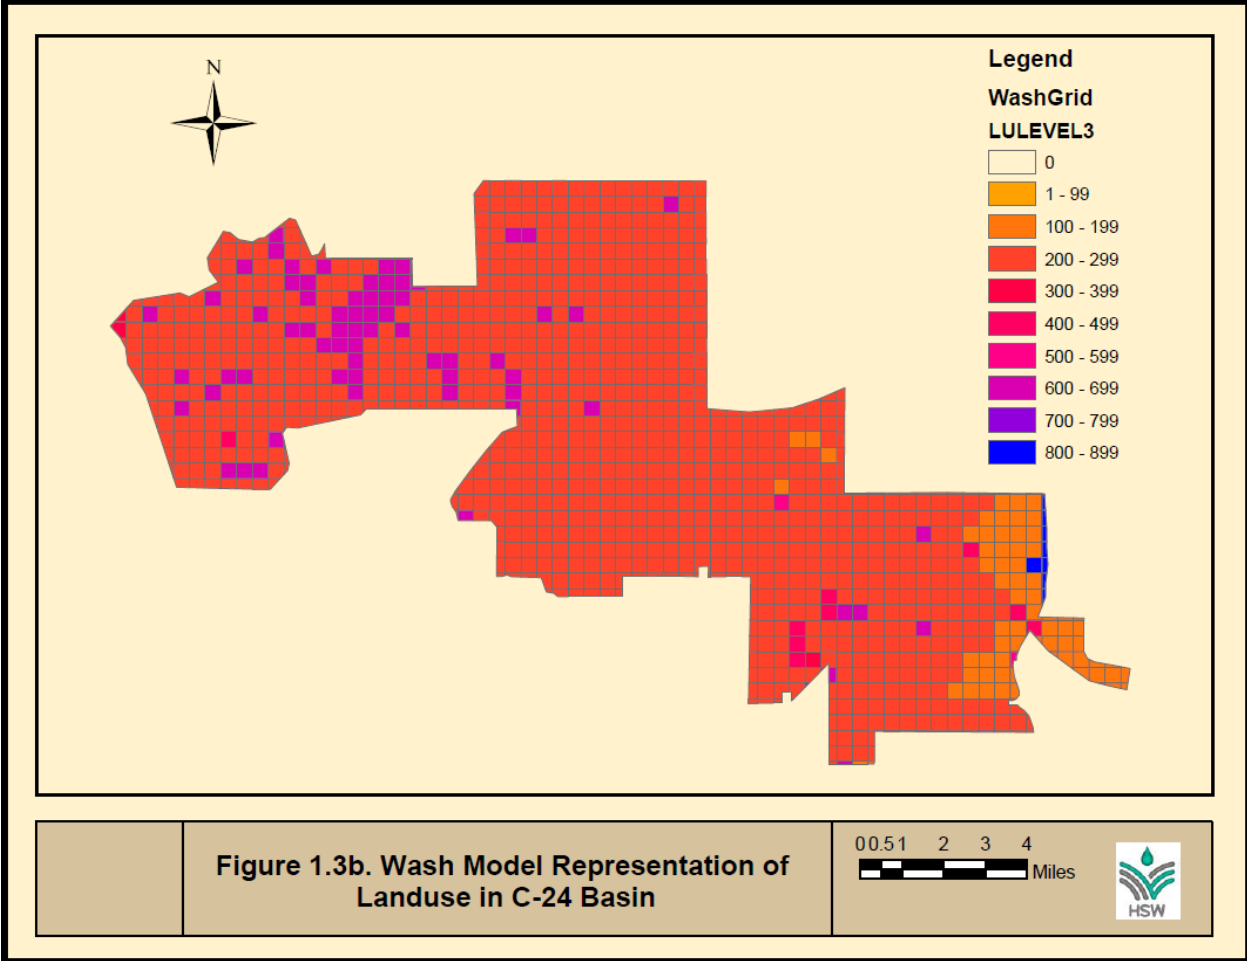 N
Legend
WashGrid
LULEVEL3
0
1 - 99
100 - 199
200 - 299
300 - 399
400 - 499
500 - 599
600 - 699
700 - 799
800 - 899
Figure 1.3b. Wash Model Representation of
Landuse in C-24 Basin
0 0.5 1 2 3 4
Miles
HSW